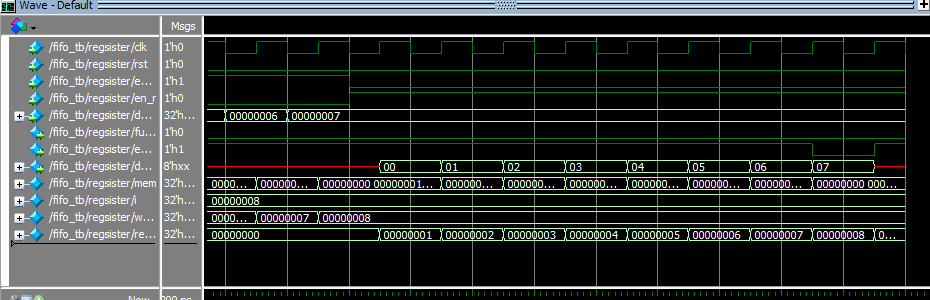 Wave - Default
Msgs
/fifo_tb/regsister/clk 1'h0
/fifo_tb/regsister/rst 1'h0
/fifo_tb/regsister/e... 1'h1
/fifo_tb/regsister/en_r 1'h0
/fifo_tb/regsister/d... 32'h... 00000006 00000007
/fifo_tb/regsister/fu... 1'h0
/fifo_tb/regsister/e... 1'h1
/fifo_tb/regsister/d... 8'hxx 00 01 02 03 04 05 06 07
/fifo_tb/regsister/mem 32'h... 0000... 000000... 00000000 00000001... 000000... 000000... 000000... 000000... 000000... 000000... 00000000 000...
/fifo_tb/regsister/i 32'h... 00000008
/fifo_tb/regsister/w... 32'h... 0000... 00000007 00000008
/fifo_tb/regsister/re... 32'h... 00000000 00000001 00000002 00000003 00000004 00000005 00000006 00000007 00000008 0...
Now